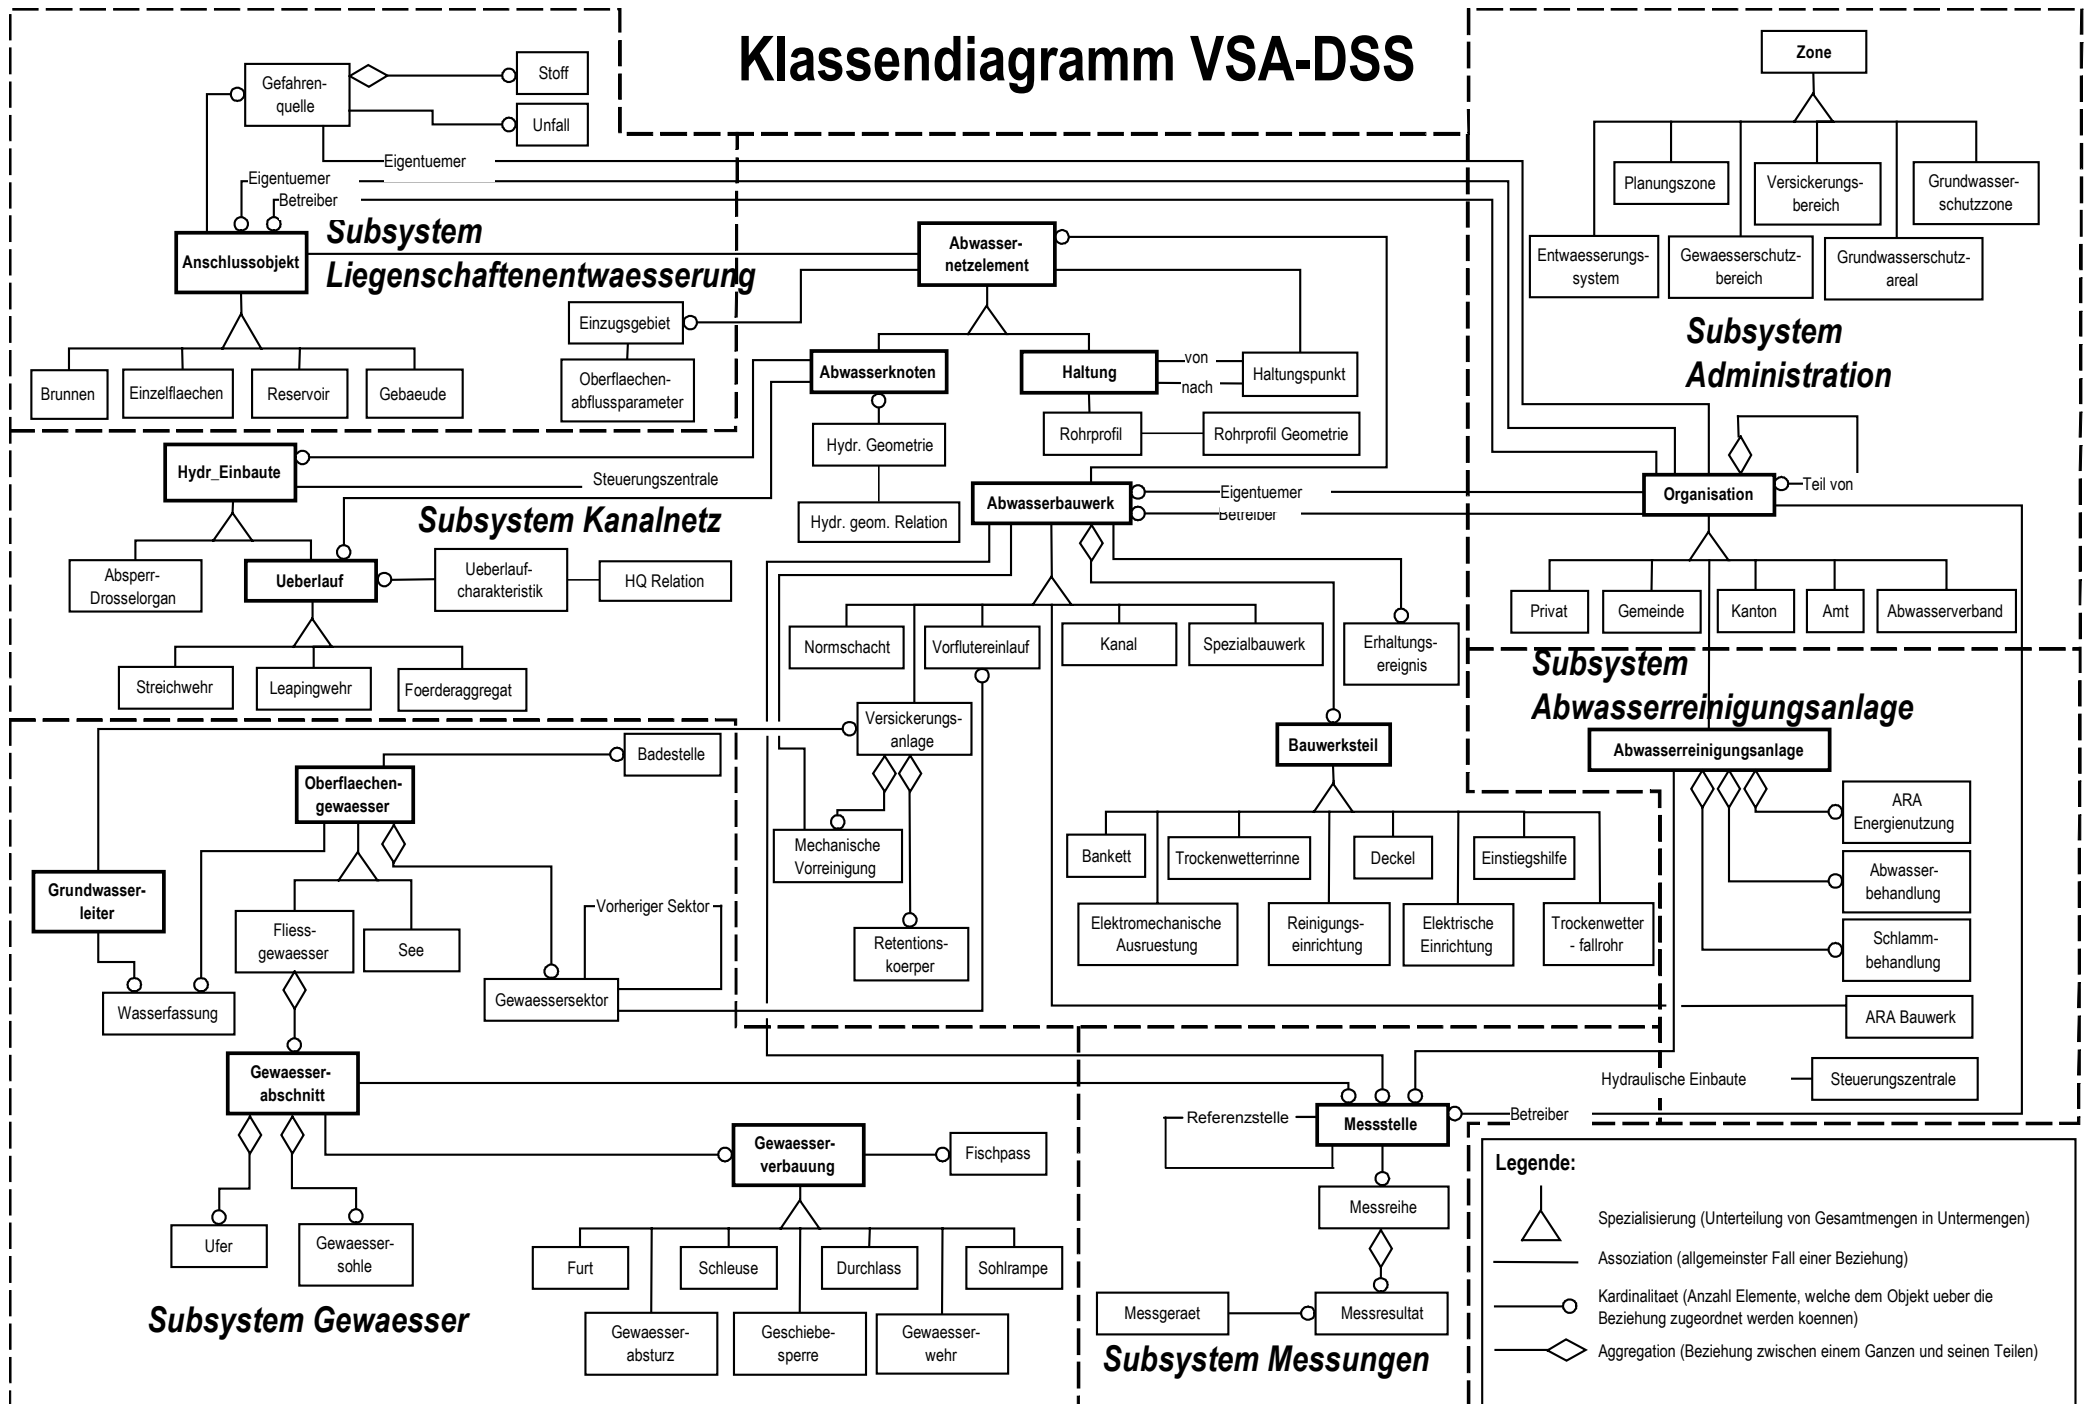 Klassendiagramm VSA-DSS
Gefahren-
quelle
Stoff
Unfall
Eigentuemer
Eigentuemer
Betreiber
Anschlussobjekt
Subsystem
Liegenschaftenentwaesserung
Brunnen
Einzelflaechen
Reservoir
Gebaeude
Einzugsgebiet
Oberflaechen-
abflussparameter
Abwasser-
netzelement
Abwasserknoten
Haltung
von
nach
Haltungspunkt
Rohrprofil
Rohrprofil Geometrie
Hydr. Geometrie
Hydr. geom. Relation
Zone
Planungszone
Versickerungs-
bereich
Grundwasser-
schutzzone
Entwaesserungs-
system
Gewaesserschutz-
bereich
Grundwasserschutz-
areal
Subsystem
Administration
Organisation
Teil von
Privat
Gemeinde
Kanton
Amt
Abwasserverband
Hydr_Einbaute
Steuerungszentrale
Subsystem Kanalnetz
Absperr-
Drosselorgan
Ueberlauf
Ueberlauf-
charakteristik
HQ Relation
Streichwehr
Leapingwehr
Foerderaggregat
Abwasserbauwerk
Eigentuemer
Betreiber
Normschacht
Vorflutereinlauf
Kanal
Spezialbauwerk
Erhaltungs-
ereignis
Versickerungs-
anlage
Mechanische
Vorreinigung
Retentions-
koerper
Bauwerksteil
Bankett
Trockenwetterrinne
Deckel
Einstiegshilfe
Elektromechanische
Ausruestung
Reinigungs-
einrichtung
Elektrische
Einrichtung
Trockenwetter
- fallrohr
Subsystem
Abwasserreinigungsanlage
Abwasserreinigungsanlage
ARA
Energienutzung
Abwasser-
behandlung
Schlamm-
behandlung
ARA Bauwerk
Hydraulische Einbaute
Steuerungszentrale
Badestelle
Oberflaechen-
gewaesser
Grundwasser-
leiter
Fliess-
gewaesser
See
Vorheriger Sektor
Wasserfassung
Gewaessersektor
Gewaesser-
abschnitt
Ufer
Gewaesser-
sohle
Gewaesser-
verbauung
Fischpass
Furt
Schleuse
Durchlass
Sohlrampe
Gewaesser-
absturz
Geschiebe-
sperre
Gewaesser-
wehr
Subsystem Gewaesser
Referenzstelle
Messstelle
Betreiber
Messreihe
Messgeraet
Messresultat
Subsystem Messungen
Legende:
Spezialisierung (Unterteilung von Gesamtmengen in Untermengen)
Assoziation (allgemeinster Fall einer Beziehung)
Kardinalitaet (Anzahl Elemente, welche dem Objekt ueber die
Beziehung zugeordnet werden koennen)
Aggregation (Beziehung zwischen einem Ganzen und seinen Teilen)